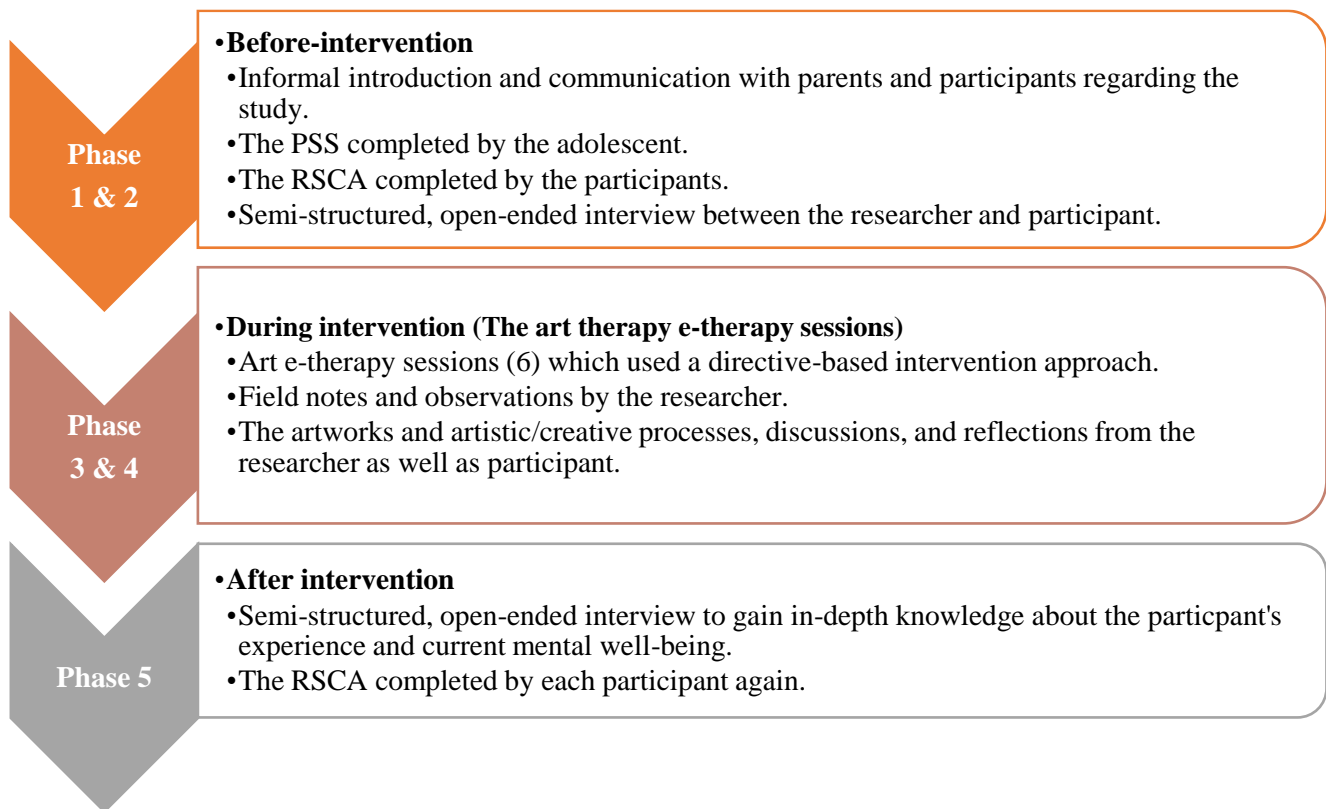 Phase
1 & 2
•Before-intervention
•Informal introduction and communication with parents and participants regarding the
study.
•The PSS completed by the adolescent.
•The RSCA completed by the participants.
•Semi-structured, open-ended interview between the researcher and participant.
Phase
3 & 4
•During intervention (The art therapy e-therapy sessions)
•Art e-therapy sessions (6) which used a directive-based intervention approach.
•Field notes and observations by the researcher.
•The artworks and artistic/creative processes, discussions, and reflections from the
researcher as well as participant.
Phase 5
•After intervention
•Semi-structured, open-ended interview to gain in-depth knowledge about the particpant's
experience and current mental well-being.
•The RSCA completed by each participant again.